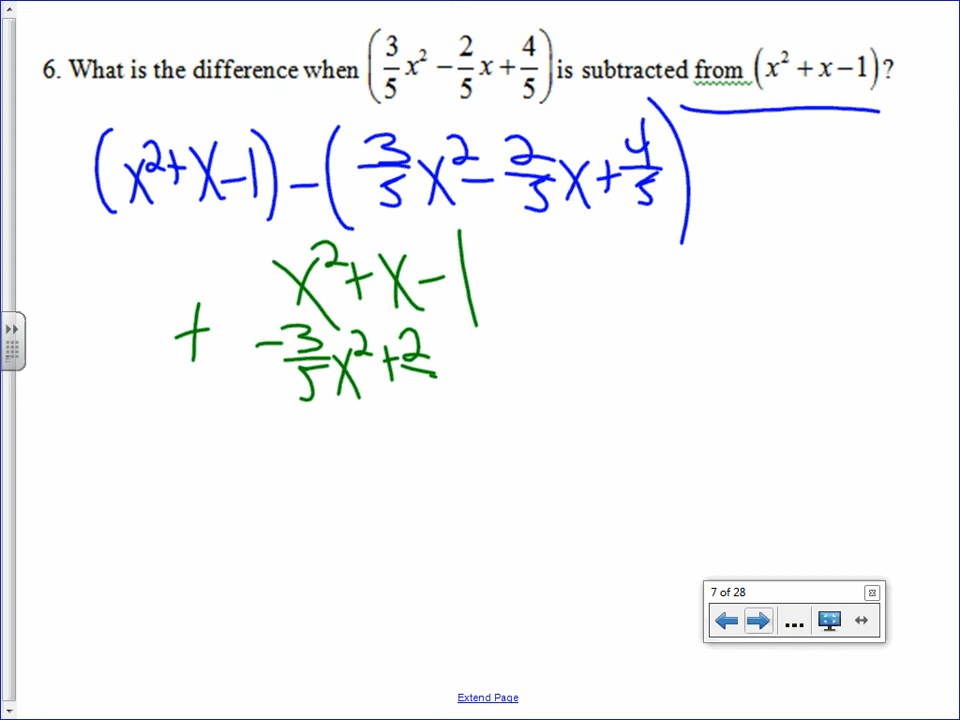 6. What is the difference when (3/5 x² − 2/5 x + 4/5) is subtracted from (x² + x − 1)?
(x² + x − 1) − (3/5 x² − 2/5 x + 4/5)
x² + x − 1
+ −3/5 x² + 2
7 of 28
...
Extend Page